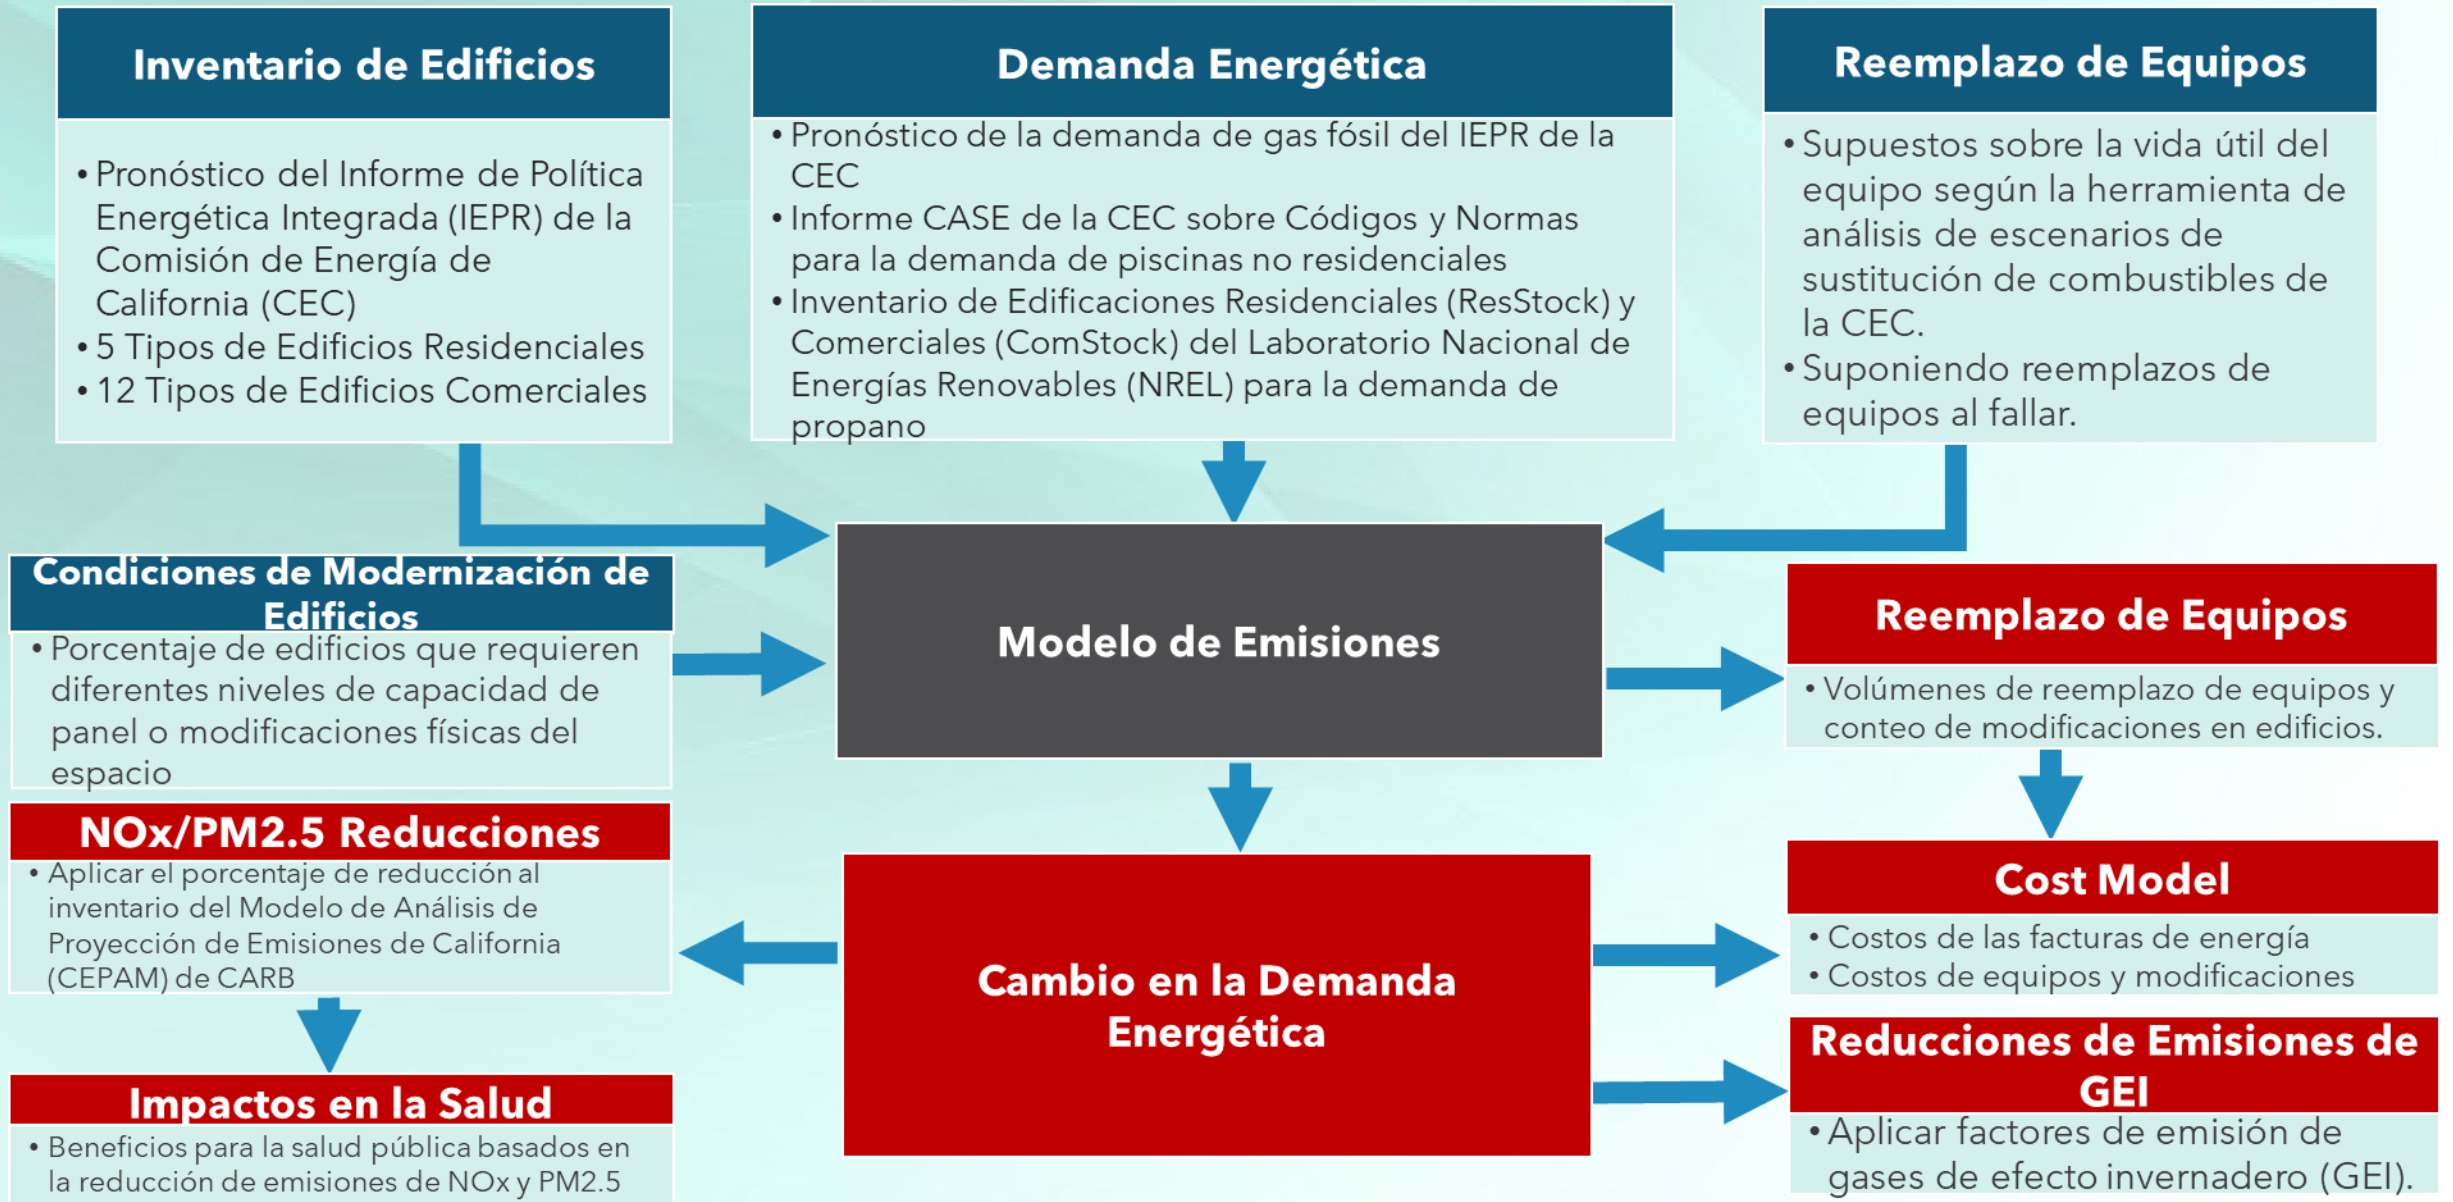 Inventario de Edificios
• Pronóstico del Informe de Política
Energética Integrada (IEPR) de la
Comisión de Energía de
California (CEC)
• 5 Tipos de Edificios Residenciales
• 12 Tipos de Edificios Comerciales
Demanda Energética
• Pronóstico de la demanda de gas fósil del IEPR de la
CEC
• Informe CASE de la CEC sobre Códigos y Normas
para la demanda de piscinas no residenciales
• Inventario de Edificaciones Residenciales (ResStock) y
Comerciales (ComStock) del Laboratorio Nacional de
Energías Renovables (NREL) para la demanda de
propano
Reemplazo de Equipos
• Supuestos sobre la vida útil del
equipo según la herramienta de
análisis de escenarios de
sustitución de combustibles de
la CEC.
• Suponiendo reemplazos de
equipos al fallar.
Condiciones de Modernización de
Edificios
• Porcentaje de edificios que requieren
diferentes niveles de capacidad de
panel o modificaciones físicas del
espacio
Modelo de Emisiones
Reemplazo de Equipos
• Volúmenes de reemplazo de equipos y
conteo de modificaciones en edificios.
NOx/PM2.5 Reducciones
• Aplicar el porcentaje de reducción al
inventario del Modelo de Análisis de
Proyección de Emisiones de California
(CEPAM) de CARB
Cambio en la Demanda
Energética
Cost Model
• Costos de las facturas de energía
• Costos de equipos y modificaciones
Impactos en la Salud
• Beneficios para la salud pública basados en
la reducción de emisiones de NOx y PM2.5
Reducciones de Emisiones de
GEI
• Aplicar factores de emisión de
gases de efecto invernadero (GEI).